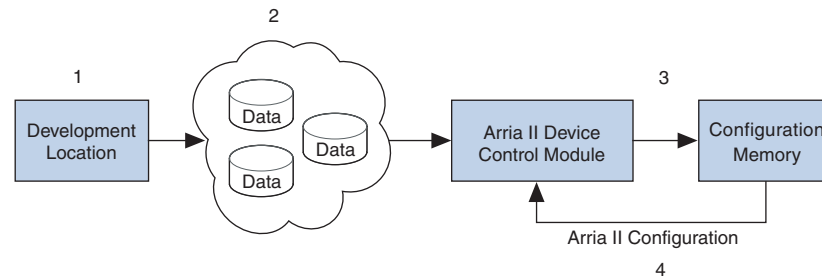 1
2
3
Development
Location
Data
Data
Data
Arria II Device
Control Module
Configuration
Memory
Arria II Configuration
4